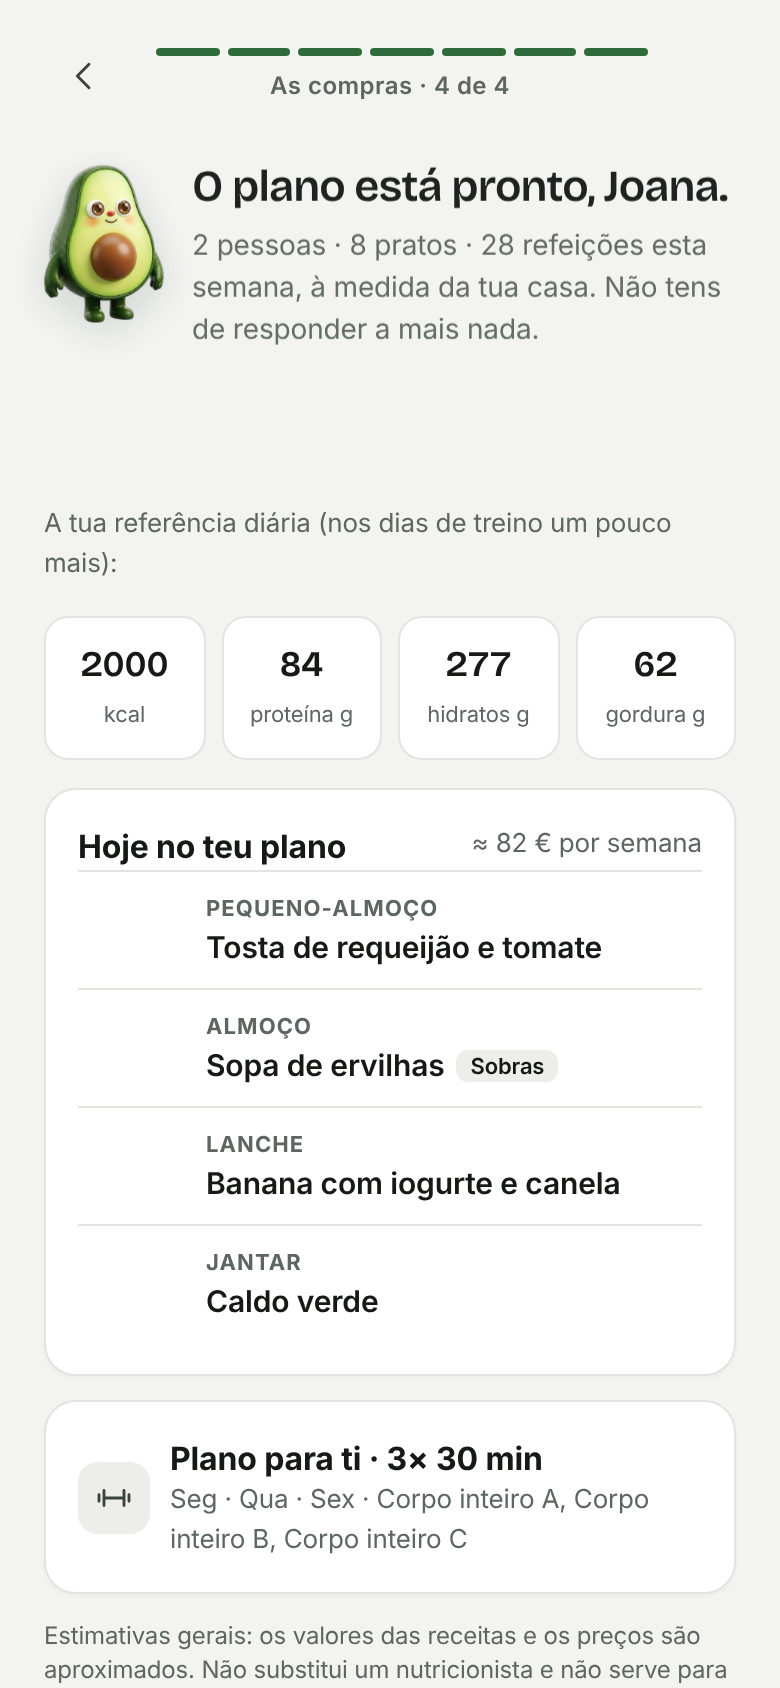 As compras · 4 de 4
O plano está pronto, Joana.
2 pessoas · 8 pratos · 28 refeições esta
semana, à medida da tua casa. Não tens
de responder a mais nada.
A tua referência diária (nos dias de treino um pouco
mais):
2000
kcal
84
proteína g
277
hidratos g
62
gordura g
Hoje no teu plano
≈ 82 € por semana
PEQUENO-ALMOÇO
Tosta de requeijão e tomate
ALMOÇO
Sopa de ervilhas Sobras
LANCHE
Banana com iogurte e canela
JANTAR
Caldo verde
Plano para ti · 3× 30 min
Seg · Qua · Sex · Corpo inteiro A, Corpo
inteiro B, Corpo inteiro C
Estimativas gerais: os valores das receitas e os preços são
aproximados. Não substitui um nutricionista e não serve para